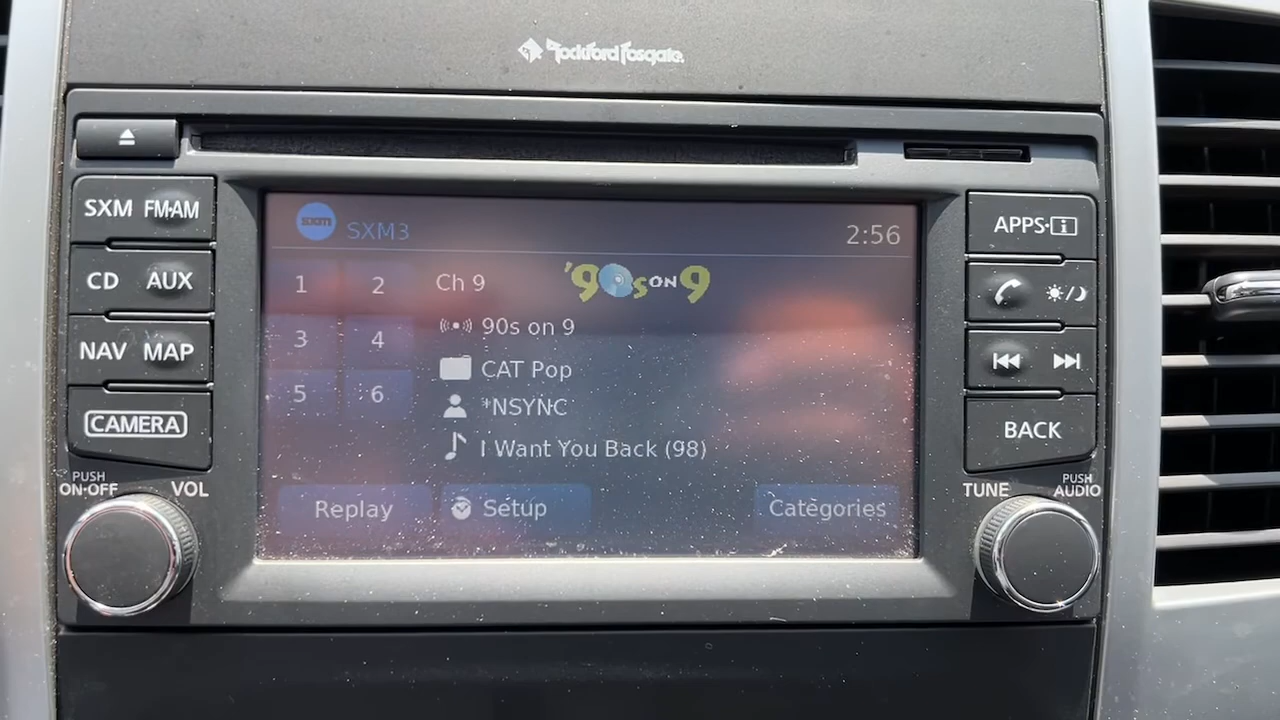 Rockford Fosgate
SXM FM·AM
CD AUX
NAV MAP
CAMERA
PUSH
ON·OFF VOL
sxm SXM3 2:56
1 2
3 4
5 6
Ch 9 '90s ON 9
90s on 9
CAT Pop
*NSYNC
I Want You Back (98)
Replay Setup Categories
APPS·i
BACK
TUNE PUSH
AUDIO